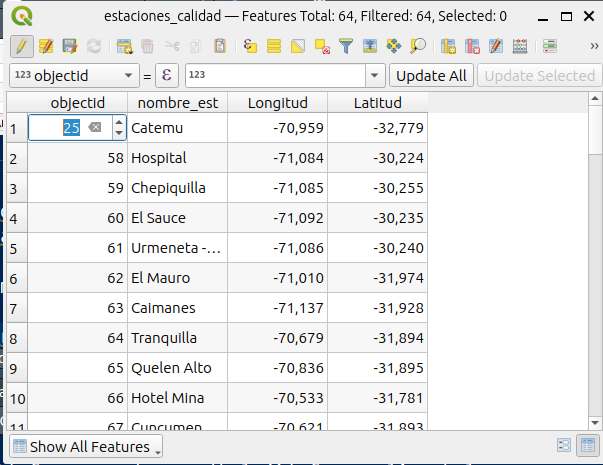 estaciones_calidad — Features Total: 64, Filtered: 64, Selected: 0
123 objectid = ε 123 Update All Update Selected
objectid nombre_est Longitud Latitud
1 25 Catemu -70,959 -32,779
2 58 Hospital -71,084 -30,224
3 59 Chepiquilla -71,085 -30,255
4 60 El Sauce -71,092 -30,235
5 61 Urmeneta -... -71,086 -30,240
6 62 El Mauro -71,010 -31,974
7 63 Caimanes -71,137 -31,928
8 64 Tranquilla -70,679 -31,894
9 65 Quelen Alto -70,836 -31,895
10 66 Hotel Mina -70,533 -31,781
11 67 Cuncumen -70,621 -31,893
Show All Features